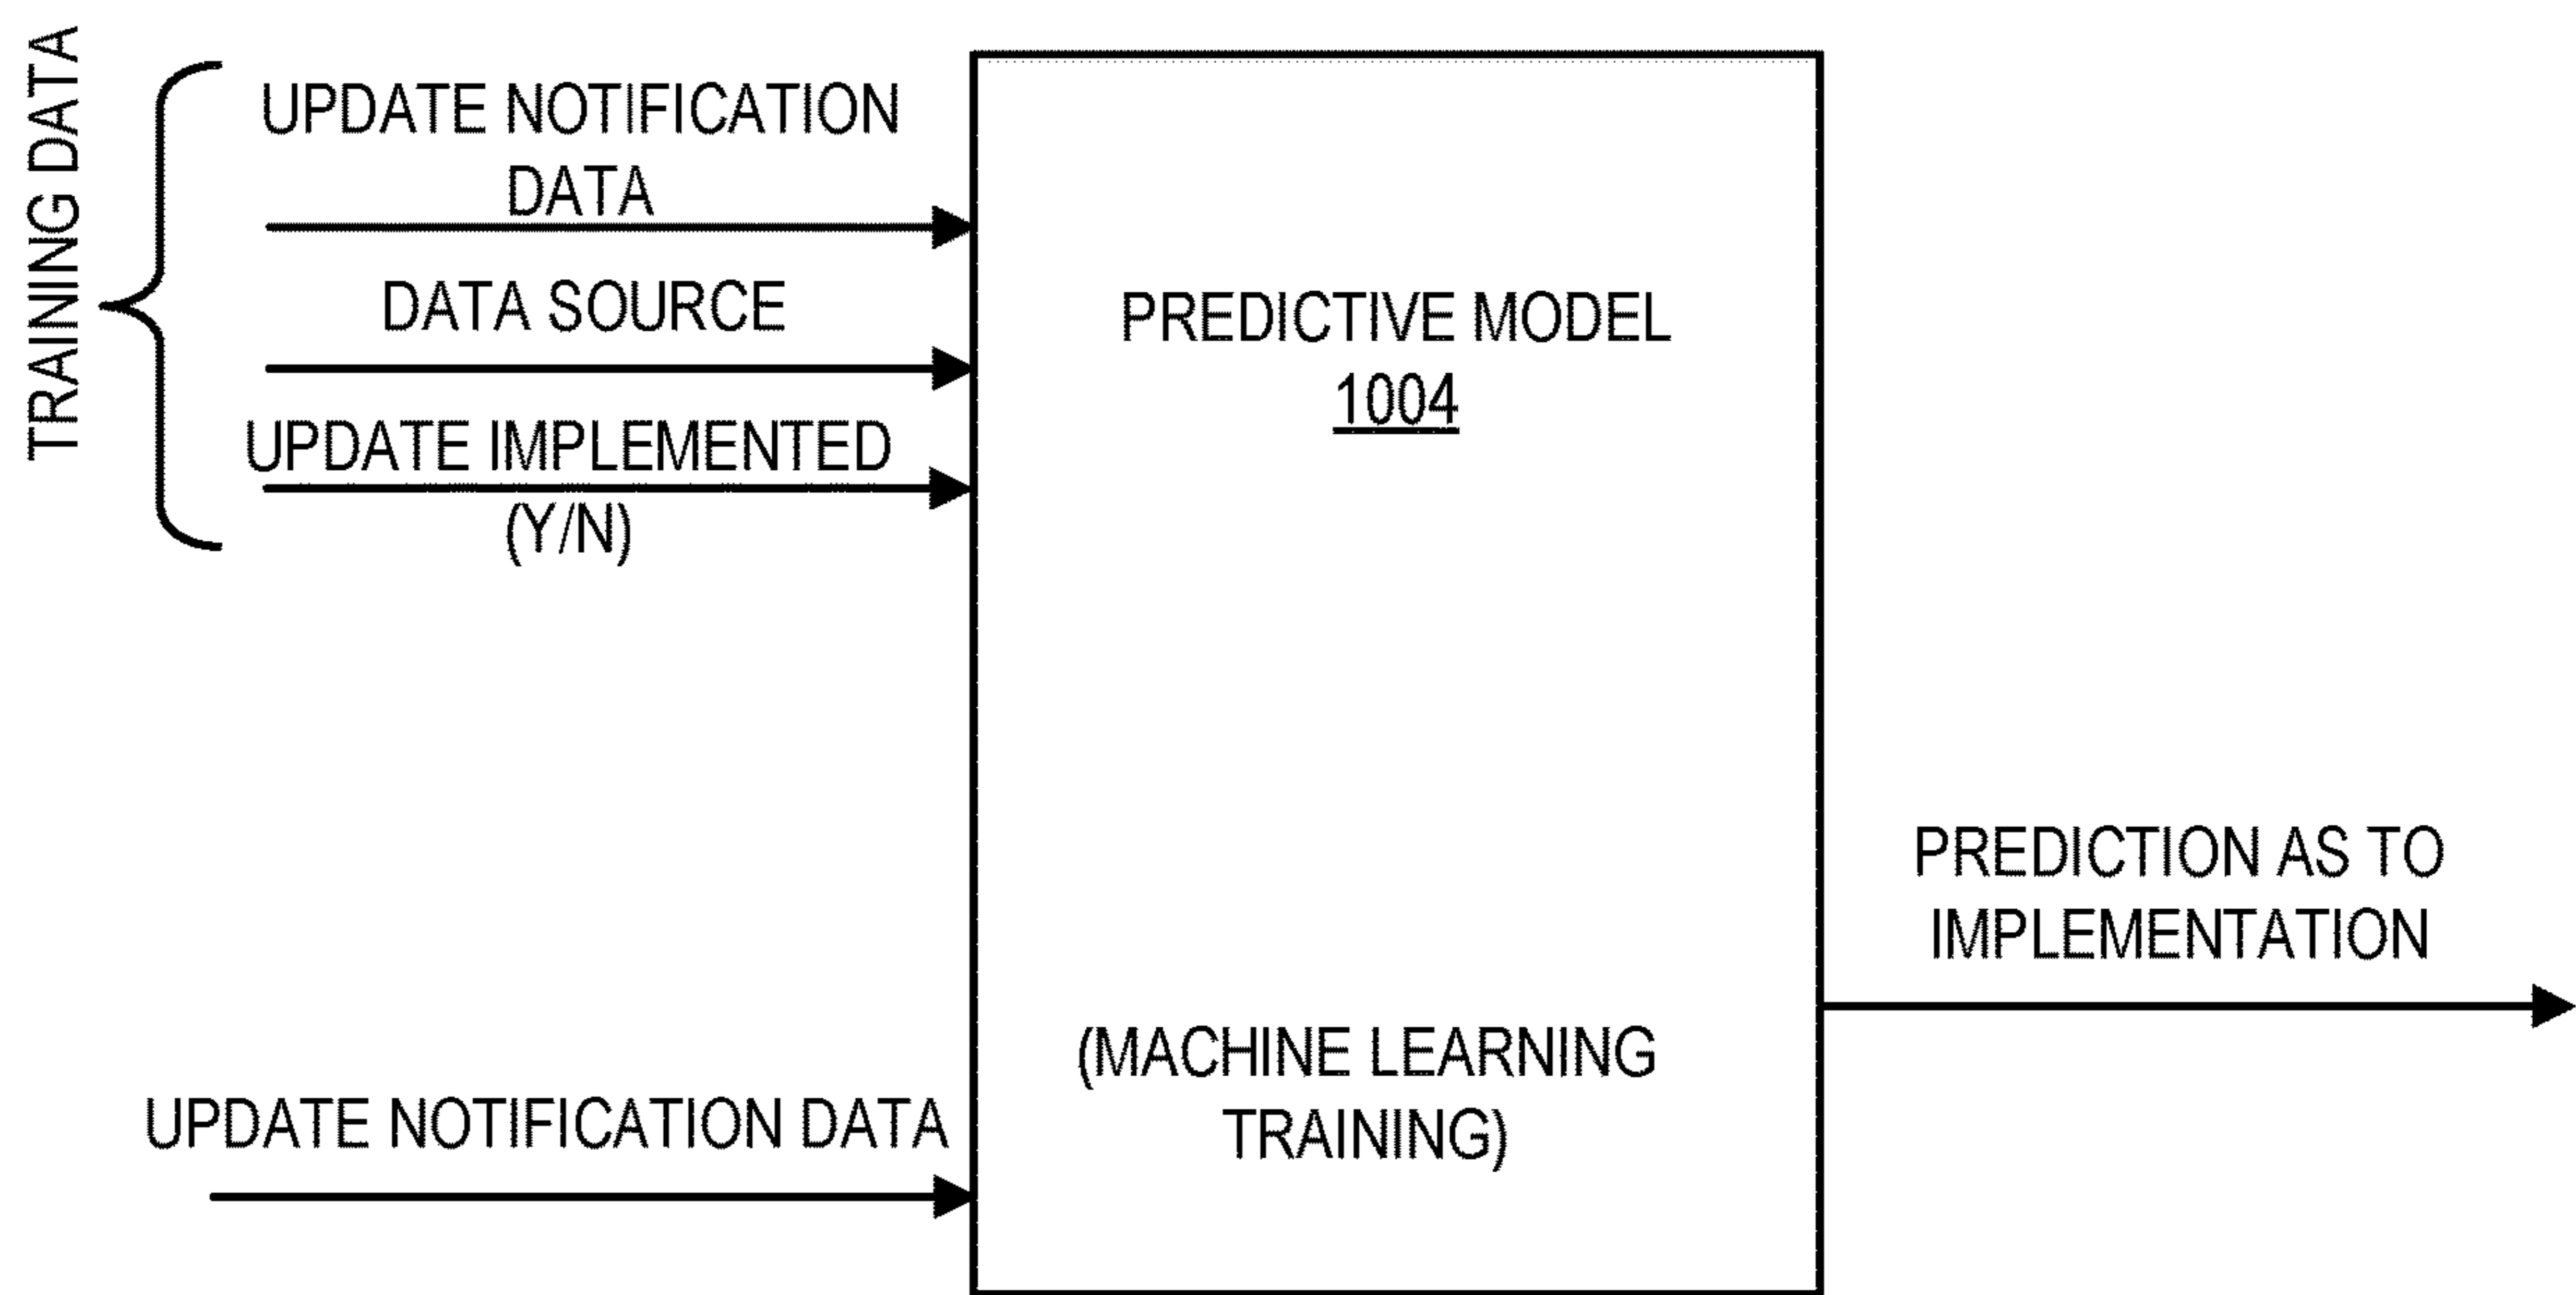 TRAINING DATA
UPDATE NOTIFICATION
DATA
DATA SOURCE
UPDATE IMPLEMENTED
(Y/N)
PREDICTIVE MODEL
1004
PREDICTION AS TO
IMPLEMENTATION
(MACHINE LEARNING
TRAINING)
UPDATE NOTIFICATION DATA